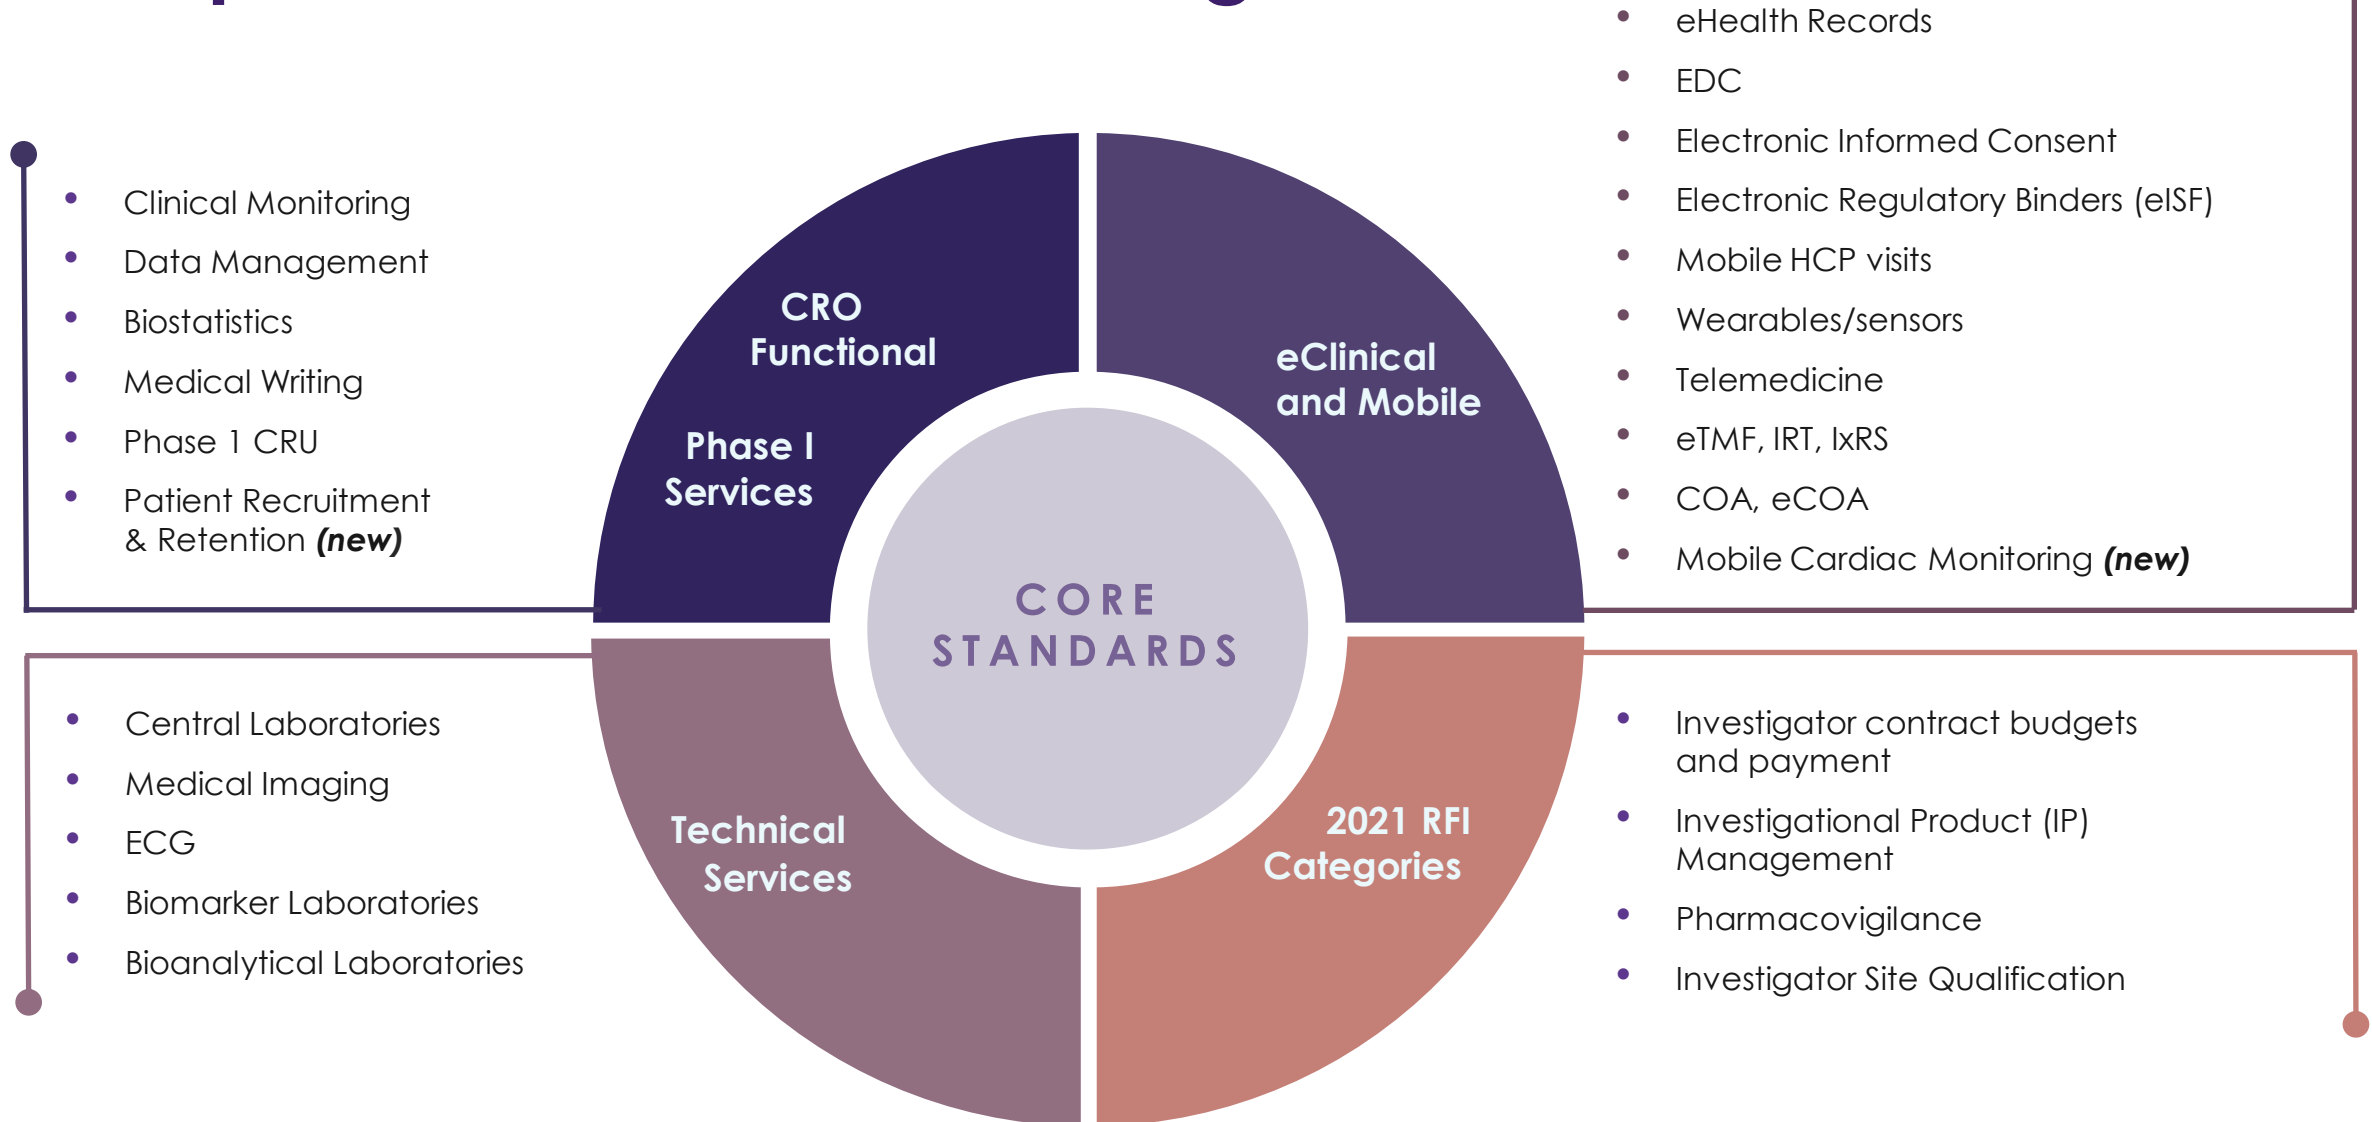 eHealth Records
EDC
Electronic Informed Consent
Electronic Regulatory Binders (eISF)
Mobile HCP visits
Wearables/sensors
Telemedicine
eTMF, IRT, IxRS
COA, eCOA
Mobile Cardiac Monitoring (new)
Clinical Monitoring
Data Management
Biostatistics
Medical Writing
Phase 1 CRU
Patient Recruitment
& Retention (new)
CRO
Functional
Phase I
Services
eClinical
and Mobile
CORE
STANDARDS
Technical
Services
2021 RFI
Categories
Central Laboratories
Medical Imaging
ECG
Biomarker Laboratories
Bioanalytical Laboratories
Investigator contract budgets
and payment
Investigational Product (IP)
Management
Pharmacovigilance
Investigator Site Qualification